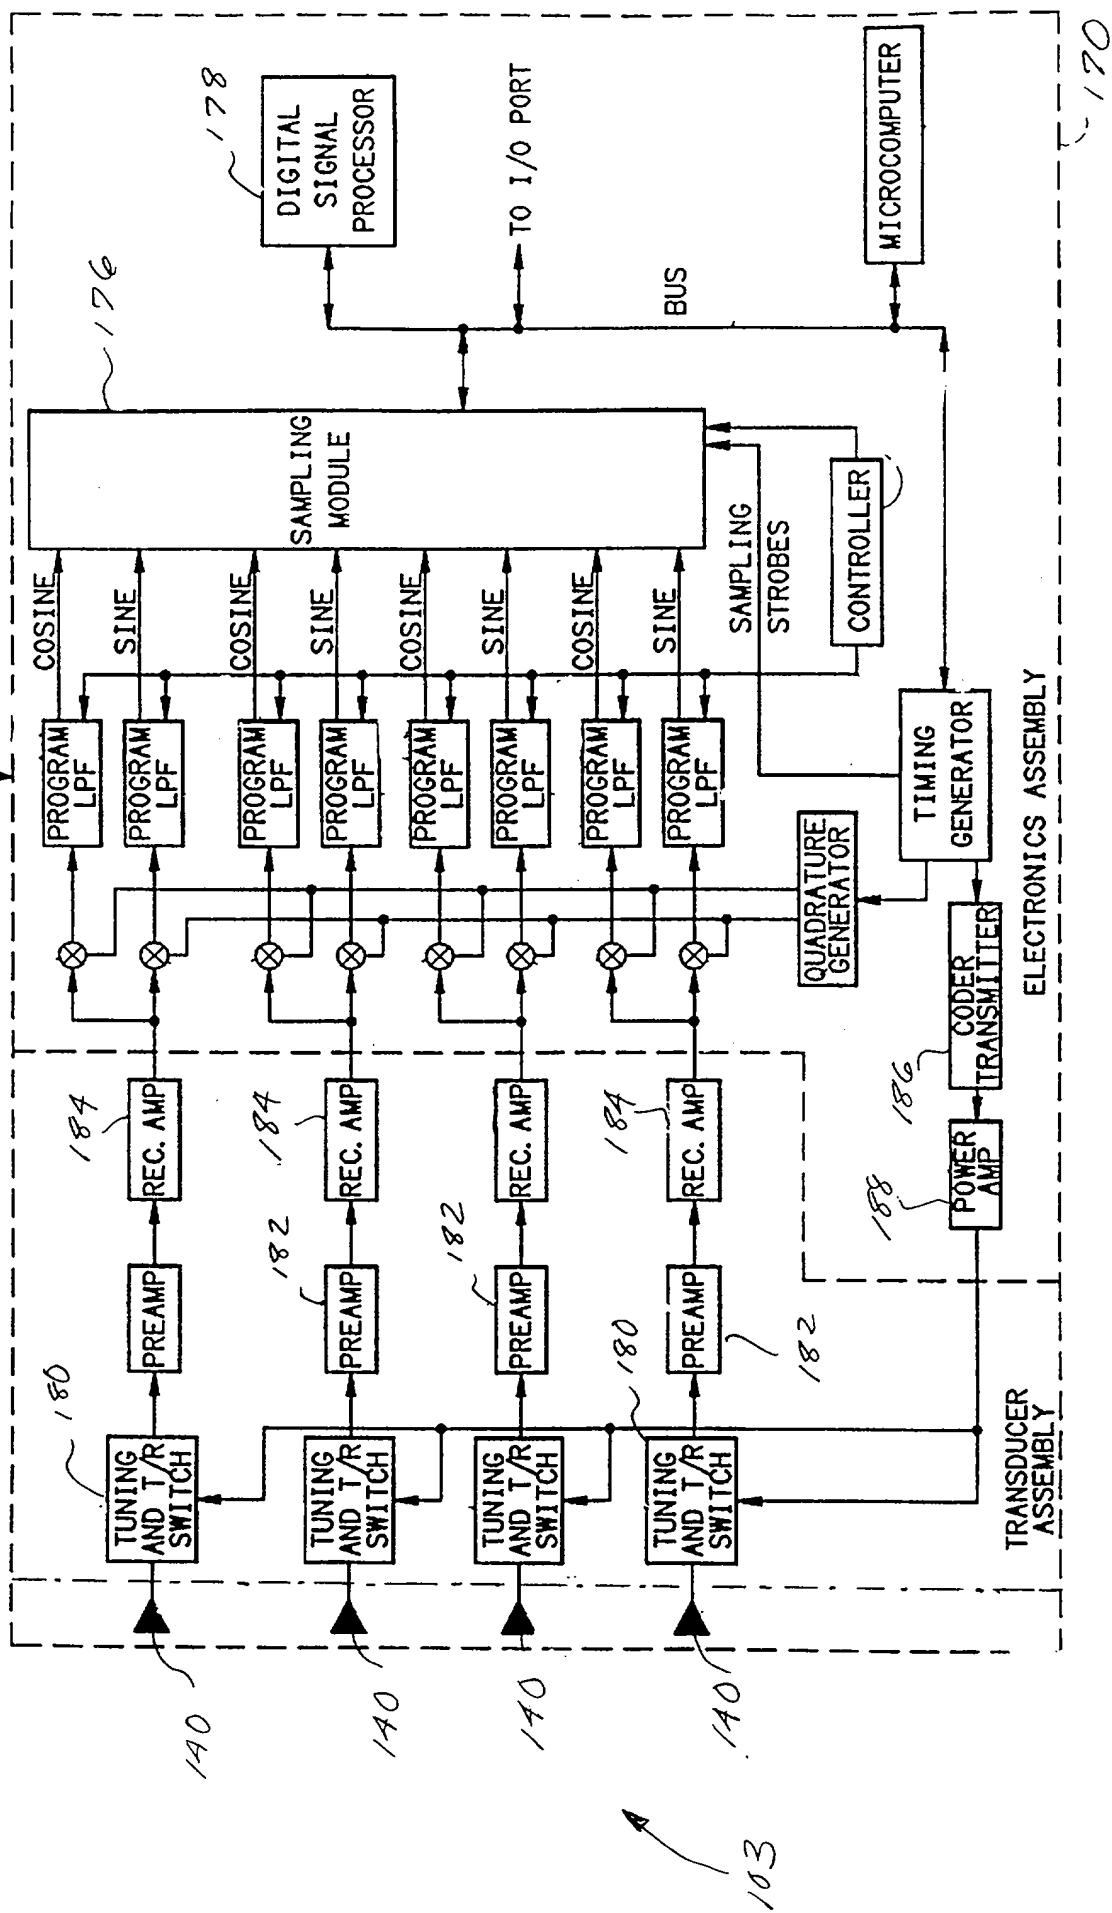 140
140
140
140
103
180
TUNING
AND T/R
SWITCH
PREAMP
REC. AMP
184
PROGRAM
LPF
COSINE
PROGRAM
LPF
SINE
TUNING
AND T/R
SWITCH
PREAMP
182
REC. AMP
184
PROGRAM
LPF
COSINE
PROGRAM
LPF
SINE
TUNING
AND T/R
SWITCH
PREAMP
182
REC. AMP
PROGRAM
LPF
COSINE
PROGRAM
LPF
SINE
180
TUNING
AND T/R
SWITCH
PREAMP
182
REC. AMP
184
PROGRAM
LPF
COSINE
PROGRAM
LPF
SINE
SAMPLING
MODULE
176
DIGITAL
SIGNAL
PROCESSOR
178
TO I/O PORT
BUS
MICROCOMPUTER
SAMPLING
STROBES
CONTROLLER
QUADRATURE
GENERATOR
TIMING
GENERATOR
CODER
TRANSMITTER
186
POWER
AMP
188
TRANSDUCER
ASSEMBLY
ELECTRONICS ASSEMBLY
170